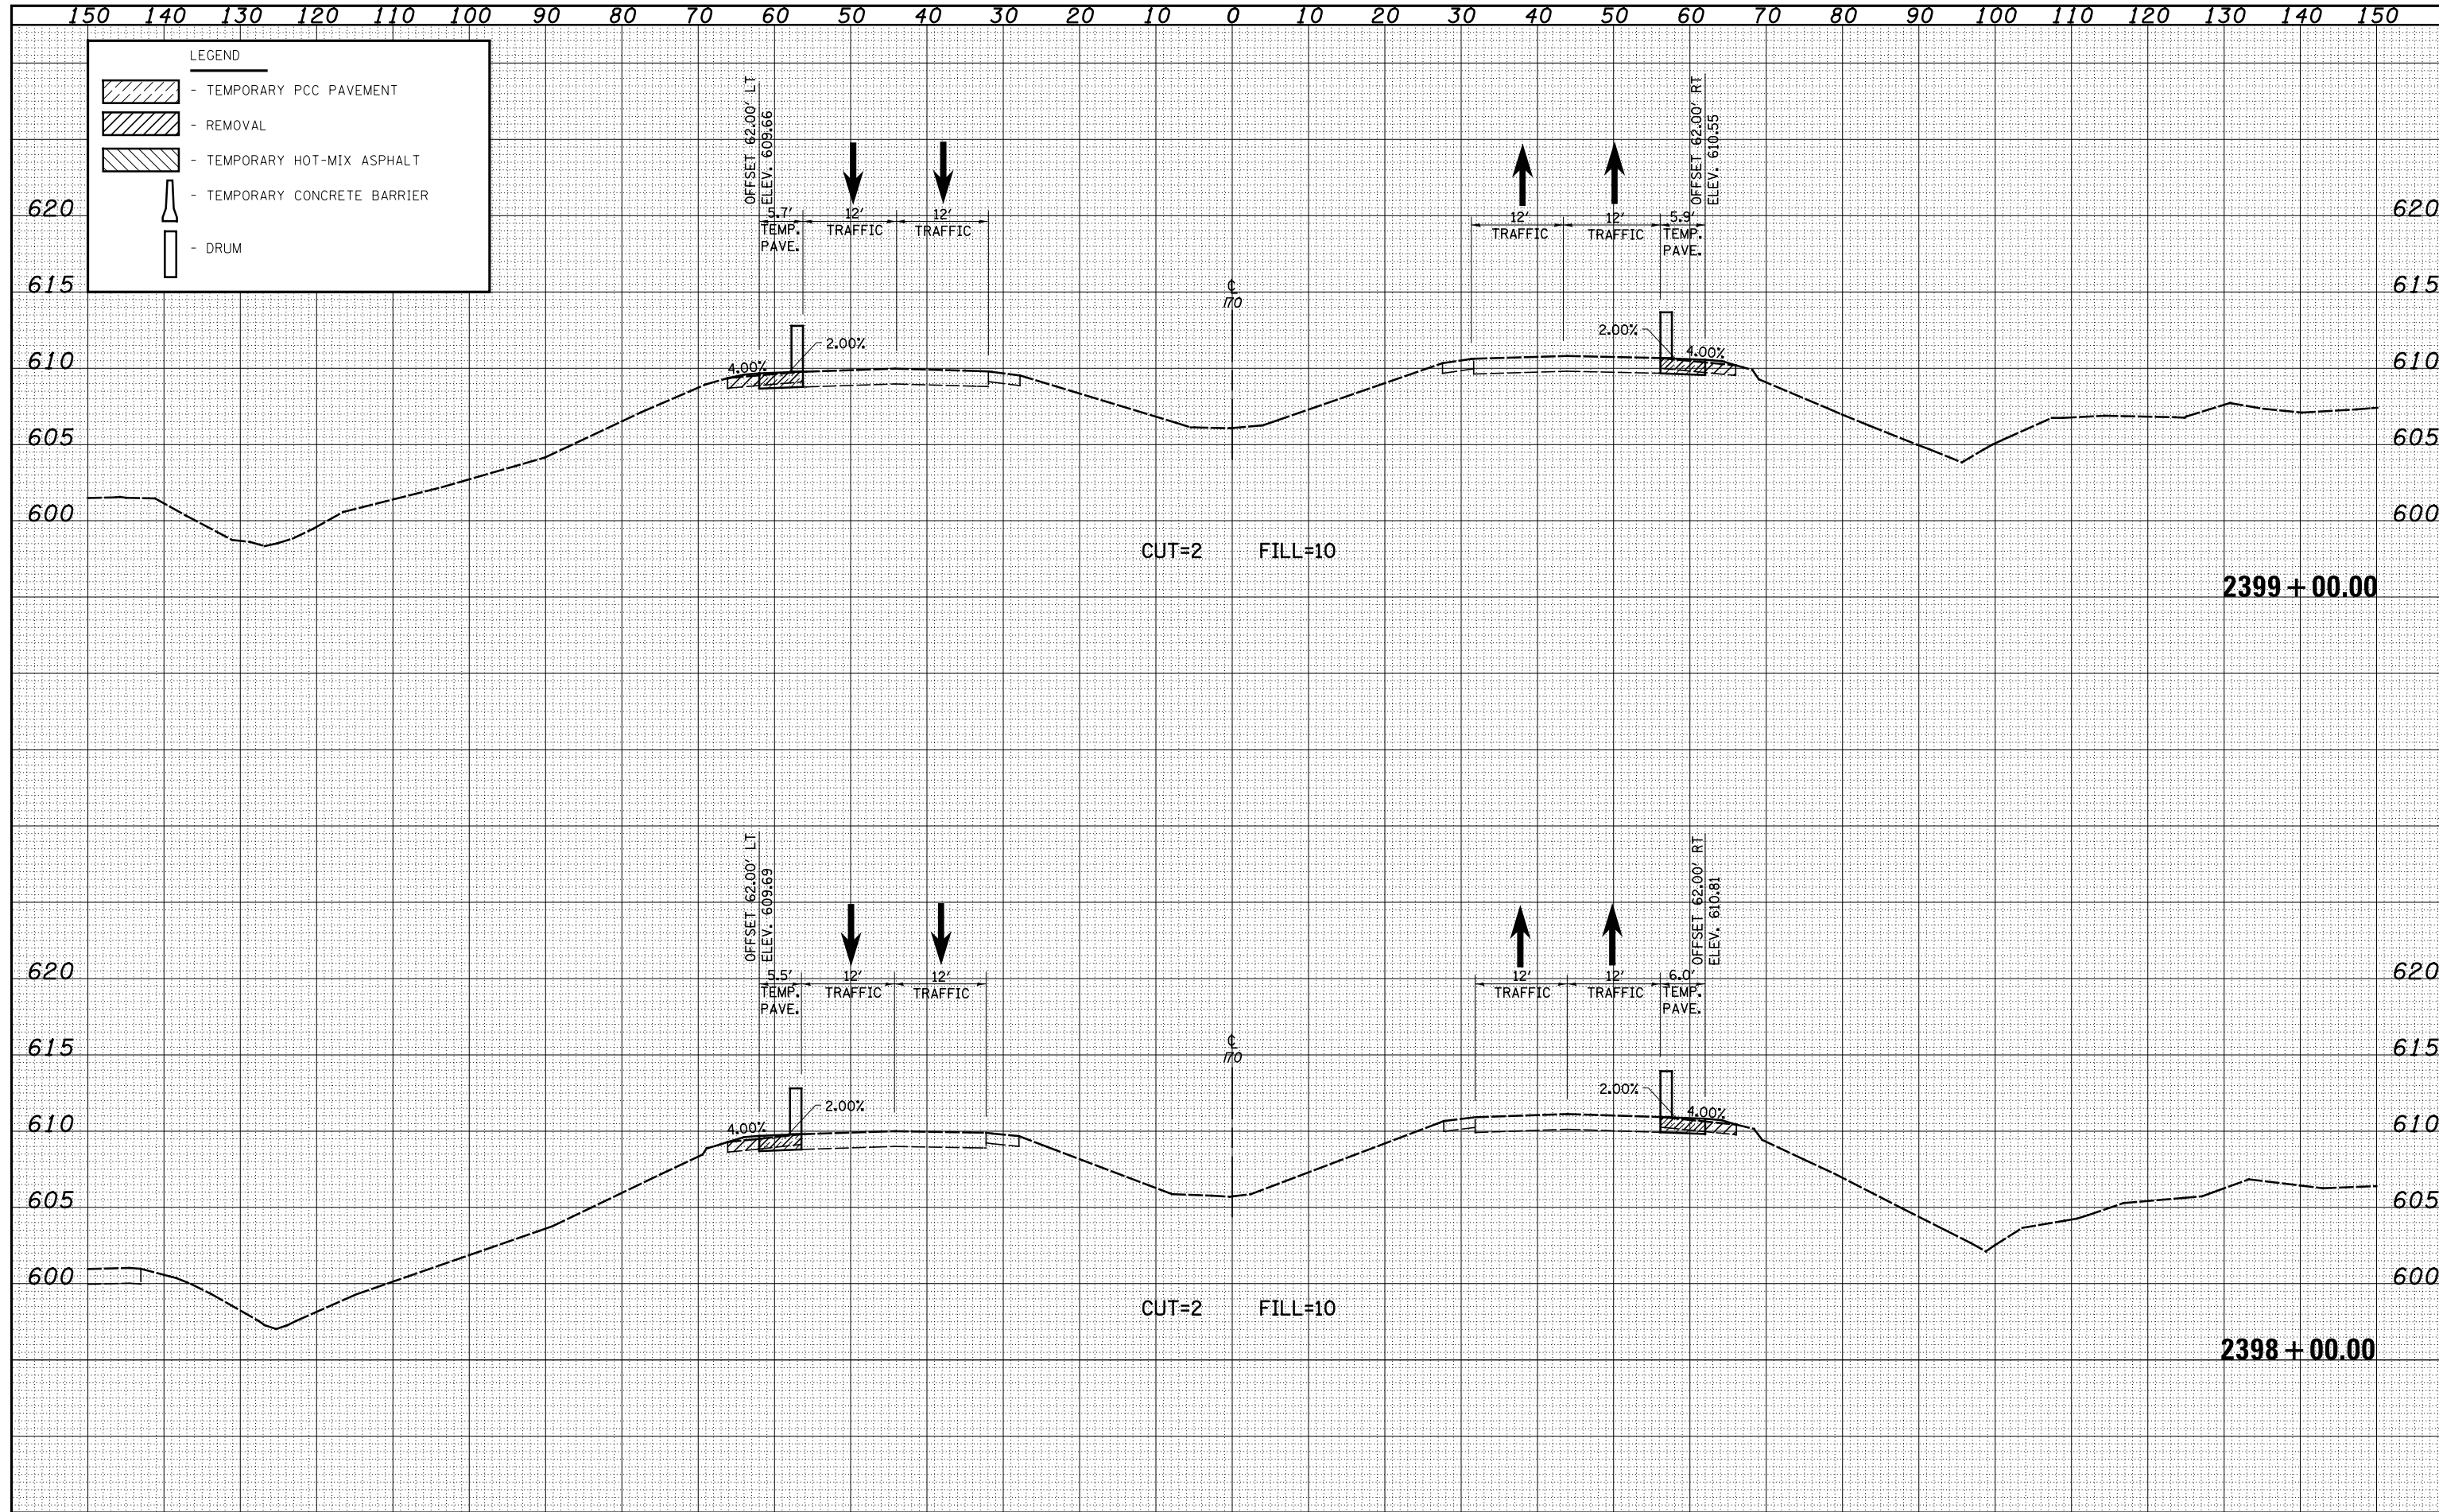 150 140 130 120 110 100 90 80 70 60 50 40 30 20 10 0 10 20 30 40 50 60 70 80 90 100 110 120 130 140 150
LEGEND
- TEMPORARY PCC PAVEMENT
- REMOVAL
- TEMPORARY HOT-MIX ASPHALT
- TEMPORARY CONCRETE BARRIER
- DRUM
OFFSET 62.00' LT
ELEV. 609.66
OFFSET 62.00' RT
ELEV. 610.55
620 620
5.7' 12' 12' 12' 12' 5.9'
TEMP. TRAFFIC TRAFFIC TRAFFIC TRAFFIC TEMP.
PAVE. PAVE.
615 615
℄
I70
2.00% 2.00%
4.00% 4.00%
610 610
605 605
600 600
CUT=2 FILL=10
2399+00.00
OFFSET 62.00' LT
ELEV. 609.69
OFFSET 62.00' RT
ELEV. 610.81
620 620
5.5' 12' 12' 12' 12' 6.0'
TEMP. TRAFFIC TRAFFIC TRAFFIC TRAFFIC TEMP.
PAVE. PAVE.
615 615
℄
I70
2.00% 2.00%
4.00% 4.00%
610 610
605 605
600 600
CUT=2 FILL=10
2398+00.00